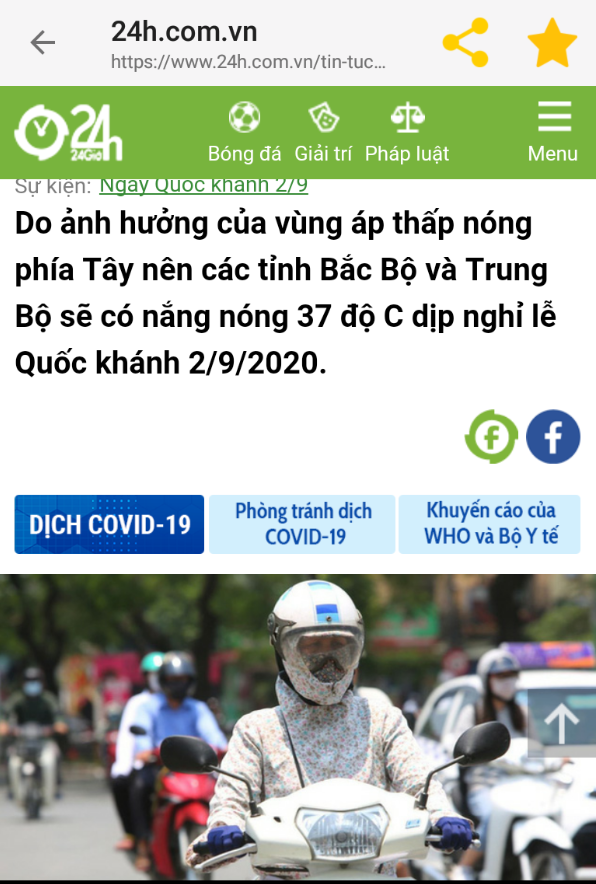 24h.com.vn
https://www.24h.com.vn/tin-tuc...
24h
24Giờ
Bóng đá Giải trí Pháp luật Menu
Sự kiện: Ngày Quốc khánh 2/9
Do ảnh hưởng của vùng áp thấp nóng
phía Tây nên các tỉnh Bắc Bộ và Trung
Bộ sẽ có nắng nóng 37 độ C dịp nghỉ lễ
Quốc khánh 2/9/2020.
DỊCH COVID-19
Phòng tránh dịch
COVID-19
Khuyến cáo của
WHO và Bộ Y tế